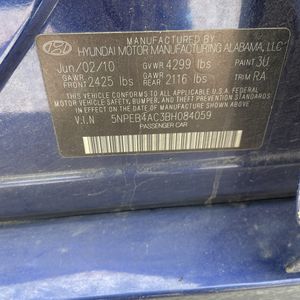 MANUFACTURED BY
HYUNDAI MOTOR MANUFACTURING ALABAMA, LLC
Jun/02/10 GVWR 4299 lbs PAINT 3U
GAWR FRONT 2425 lbs GAWR REAR 2116 lbs TRIM RA
THIS VEHICLE CONFORMS TO ALL APPLICABLE FEDERAL
MOTOR VEHICLE SAFETY, BUMPER, AND THEFT PREVENTION
STANDARDS IN EFFECT ON THE DATE OF MANUFACTURE
SHOWN ABOVE.
V.I.N 5NPEB4AC3BH084059
PASSENGER CAR